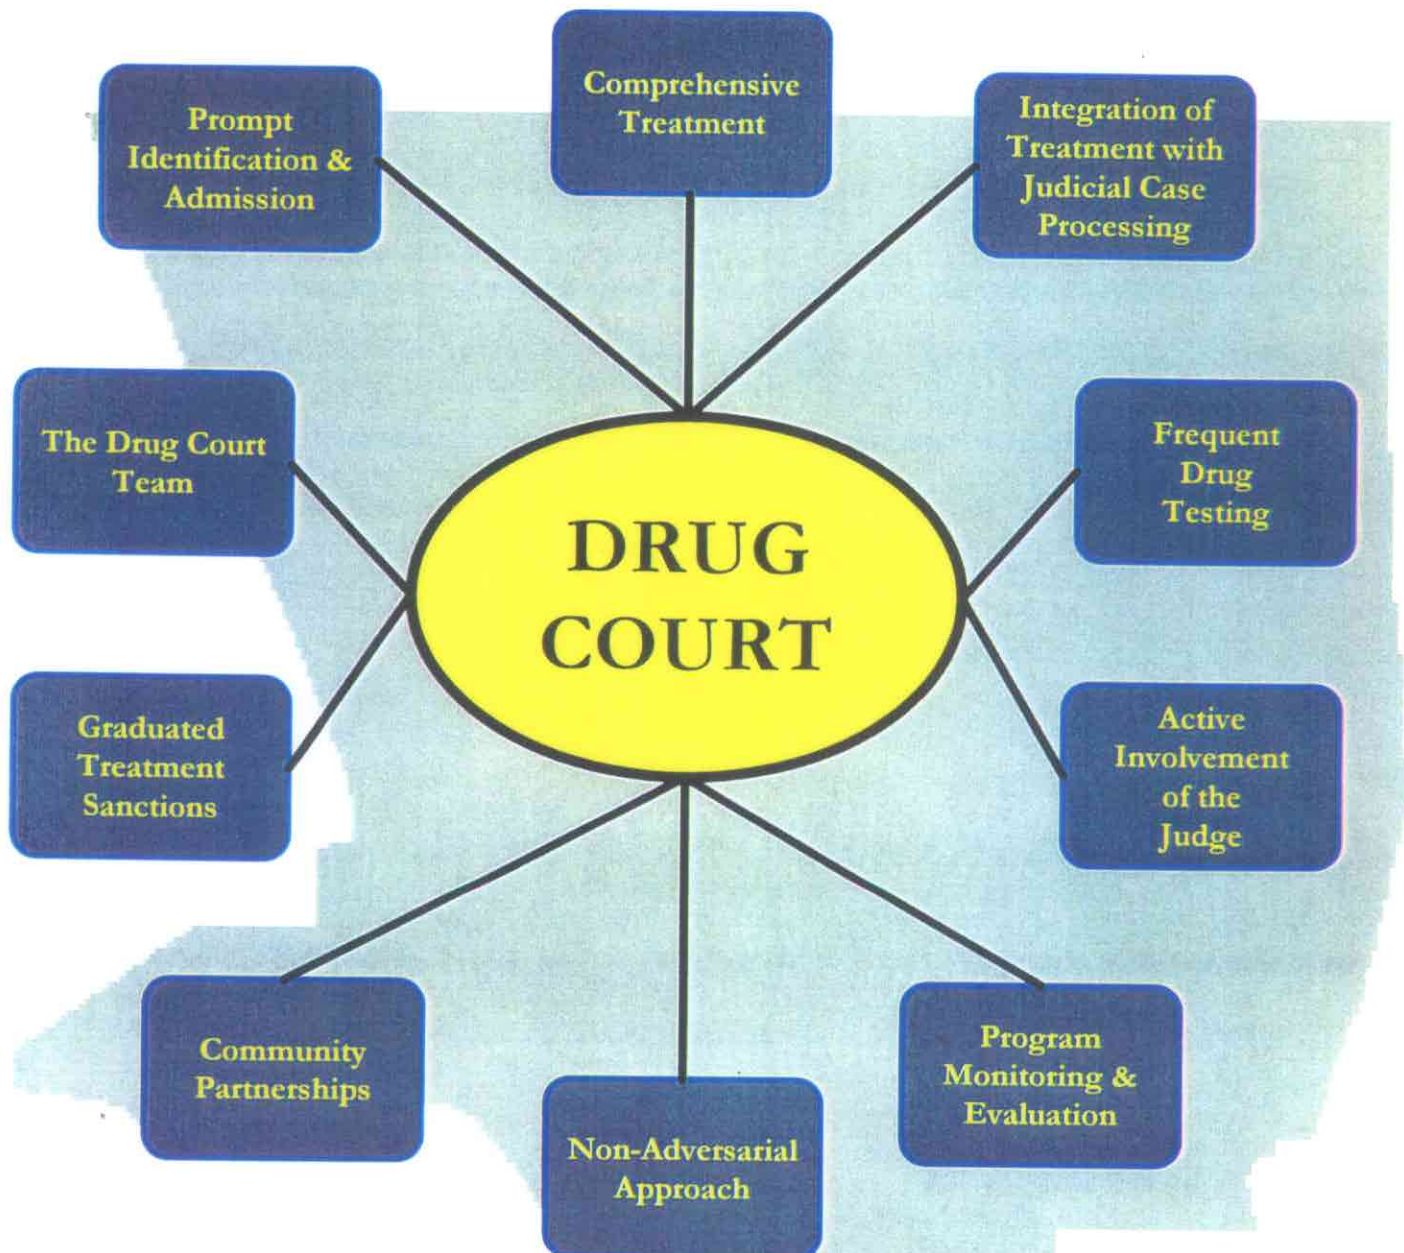 Comprehensive
Treatment
Prompt
Identification &
Admission
Integration of
Treatment with
Judicial Case
Processing
The Drug Court
Team
Frequent
Drug
Testing
DRUG
COURT
Graduated
Treatment
Sanctions
Active
Involvement
of the
Judge
Community
Partnerships
Program
Monitoring &
Evaluation
Non-Adversarial
Approach